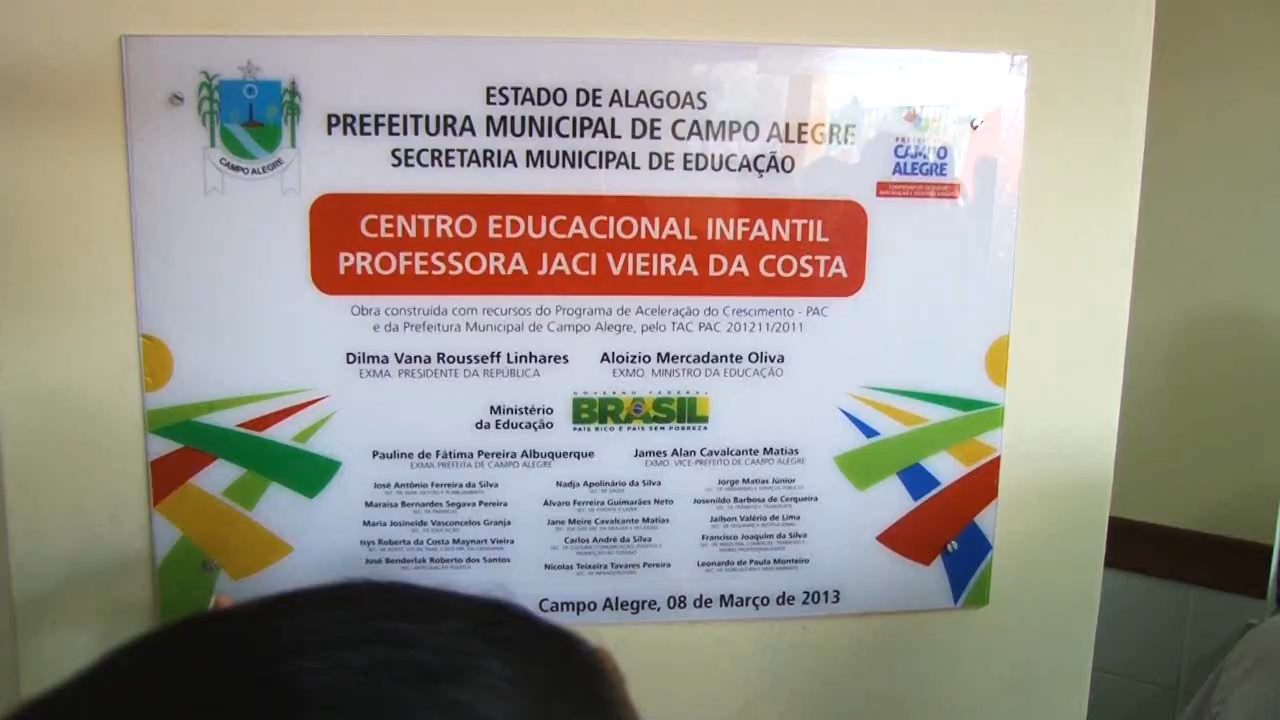 ESTADO DE ALAGOAS
PREFEITURA MUNICIPAL DE CAMPO ALEGRE
SECRETARIA MUNICIPAL DE EDUCAÇÃO
CAMPO ALEGRE
CAMPO
ALEGRE
CENTRO EDUCACIONAL INFANTIL
PROFESSORA JACI VIEIRA DA COSTA
Obra construída com recursos do Programa de Aceleração do Crescimento - PAC
e da Prefeitura Municipal de Campo Alegre, pelo TAC PAC 201211/2011
Dilma Vana Rousseff Linhares
EXMA. PRESIDENTE DA REPÚBLICA
Aloizio Mercadante Oliva
EXMO. MINISTRO DA EDUCAÇÃO
Ministério
da Educação
GOVERNO FEDERAL
BRASIL
PAÍS RICO É PAÍS SEM POBREZA
Pauline de Fátima Pereira Albuquerque
EXMA PREFEITA DE CAMPO ALEGRE
James Alan Cavalcante Matias
EXMO. VICE-PREFEITO DE CAMPO ALEGRE
José Antônio Ferreira da Silva
Nadja Apolinário da Silva
Jorge Matias Júnior
Maraisa Bernardes Segava Pereira
Álvaro Ferreira Guimarães Neto
Josenildo Barbosa de Cerqueira
Maria Josineide Vasconcelos Granja
Jane Meire Cavalcante Matias
Jailson Valério de Lima
Roberta da Costa Maynart Vieira
Carlos André da Silva
Francisco Joaquim da Silva
José Benderlak Roberto dos Santos
Nicolas Teixeira Tavares Pereira
Leonardo de Paula Monteiro
Campo Alegre, 08 de Março de 2013